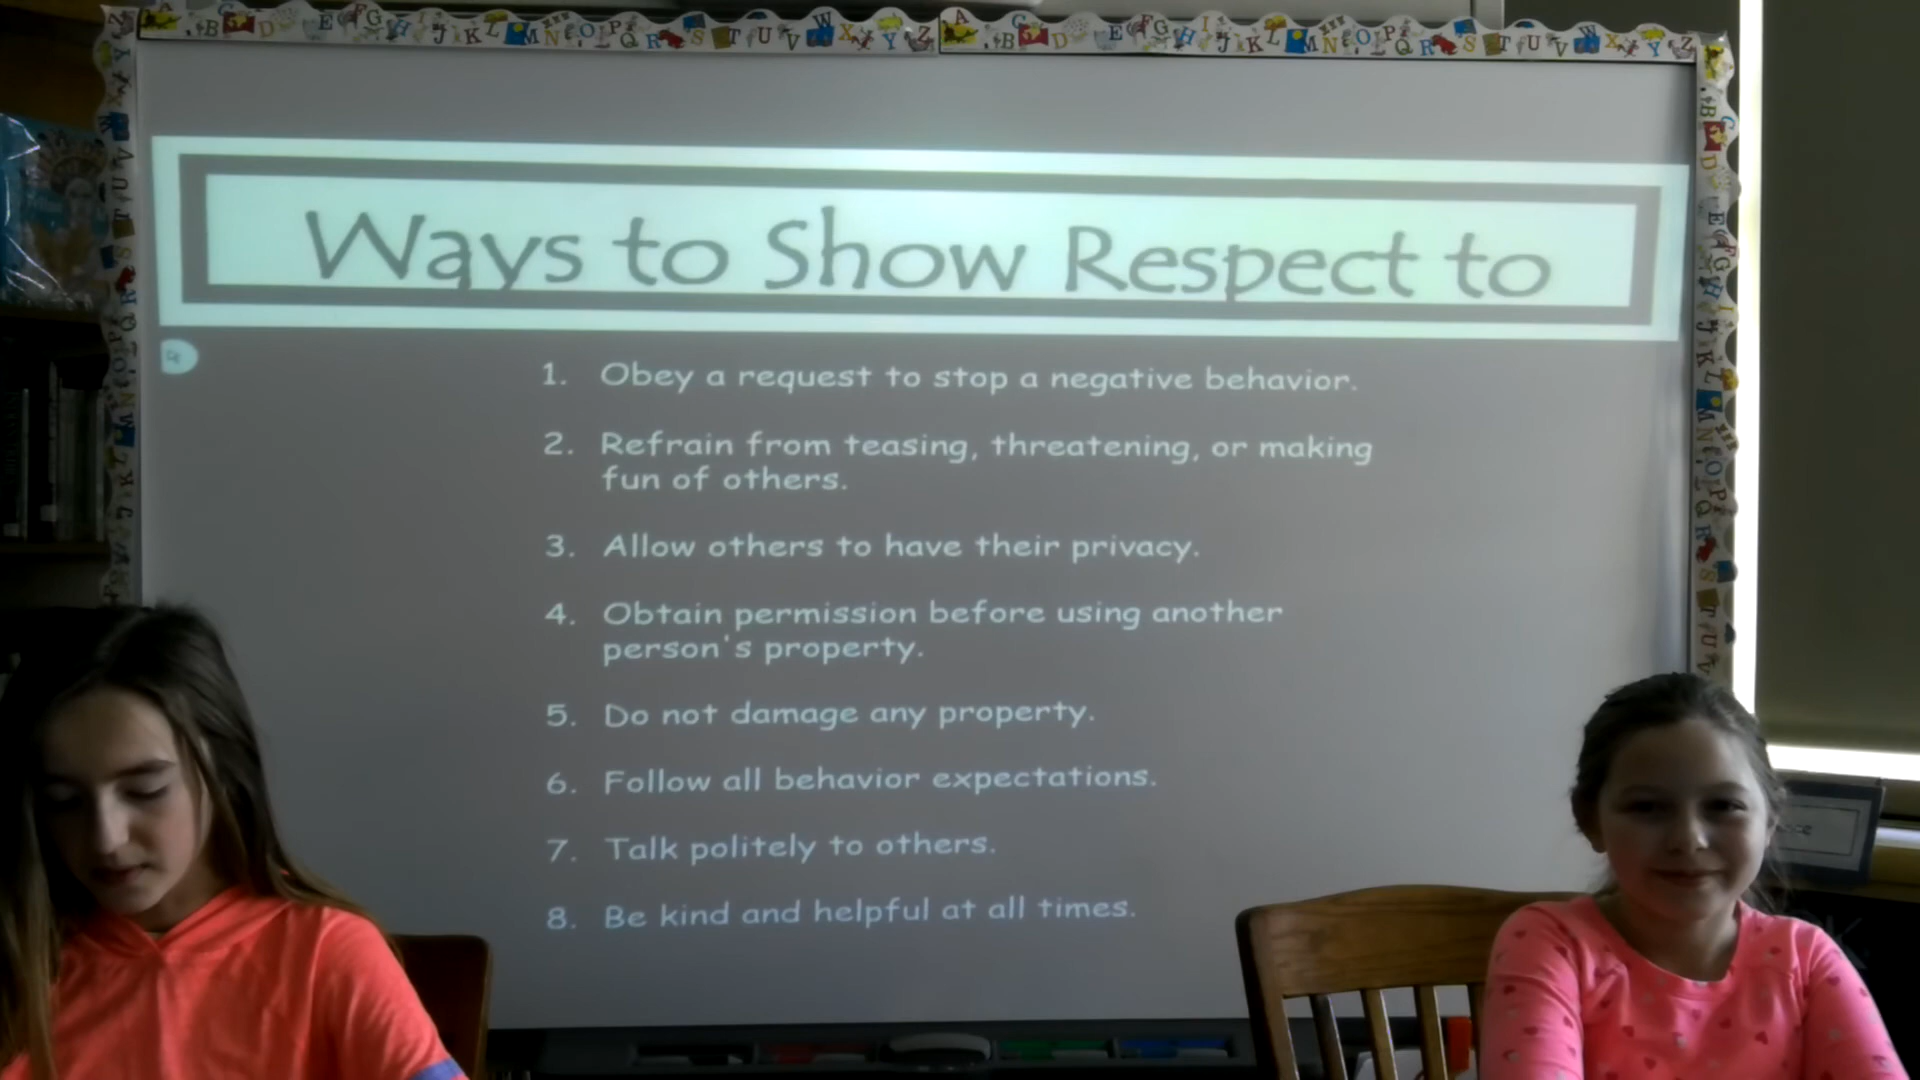 Ways to Show Respect to
1. Obey a request to stop a negative behavior.
2. Refrain from teasing, threatening, or making
fun of others.
3. Allow others to have their privacy.
4. Obtain permission before using another
person's property.
5. Do not damage any property.
6. Follow all behavior expectations.
7. Talk politely to others.
8. Be kind and helpful at all times.